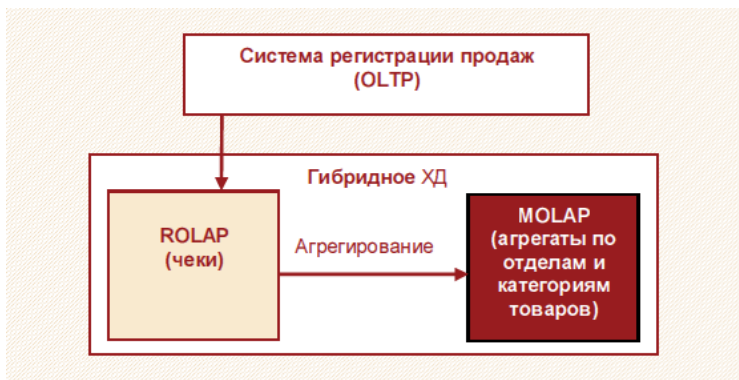 Система регистрации продаж
(OLTP)
Гибридное ХД
ROLAP
(чеки)
Агрегирование
MOLAP
(агрегаты по
отделам и
категориям
товаров)